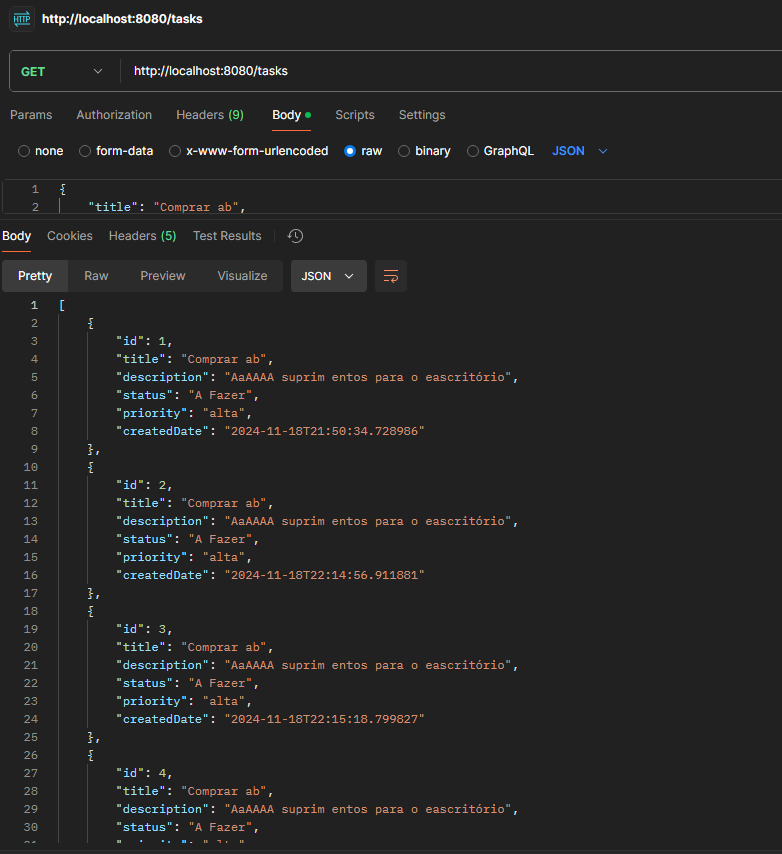 HTTP http://localhost:8080/tasks
GET http://localhost:8080/tasks
Params Authorization Headers (9) Body Scripts Settings
none form-data x-www-form-urlencoded raw binary GraphQL JSON
1 {
2 "title": "Comprar ab",
Body Cookies Headers (5) Test Results
Pretty Raw Preview Visualize JSON
1 [
2 {
3 "id": 1,
4 "title": "Comprar ab",
5 "description": "AaAAAA suprim entos para o eascritório",
6 "status": "A Fazer",
7 "priority": "alta",
8 "createdDate": "2024-11-18T21:50:34.728986"
9 },
10 {
11 "id": 2,
12 "title": "Comprar ab",
13 "description": "AaAAAA suprim entos para o eascritório",
14 "status": "A Fazer",
15 "priority": "alta",
16 "createdDate": "2024-11-18T22:14:56.911881"
17 },
18 {
19 "id": 3,
20 "title": "Comprar ab",
21 "description": "AaAAAA suprim entos para o eascritório",
22 "status": "A Fazer",
23 "priority": "alta",
24 "createdDate": "2024-11-18T22:15:18.799827"
25 },
26 {
27 "id": 4,
28 "title": "Comprar ab",
29 "description": "AaAAAA suprim entos para o eascritório",
30 "status": "A Fazer",